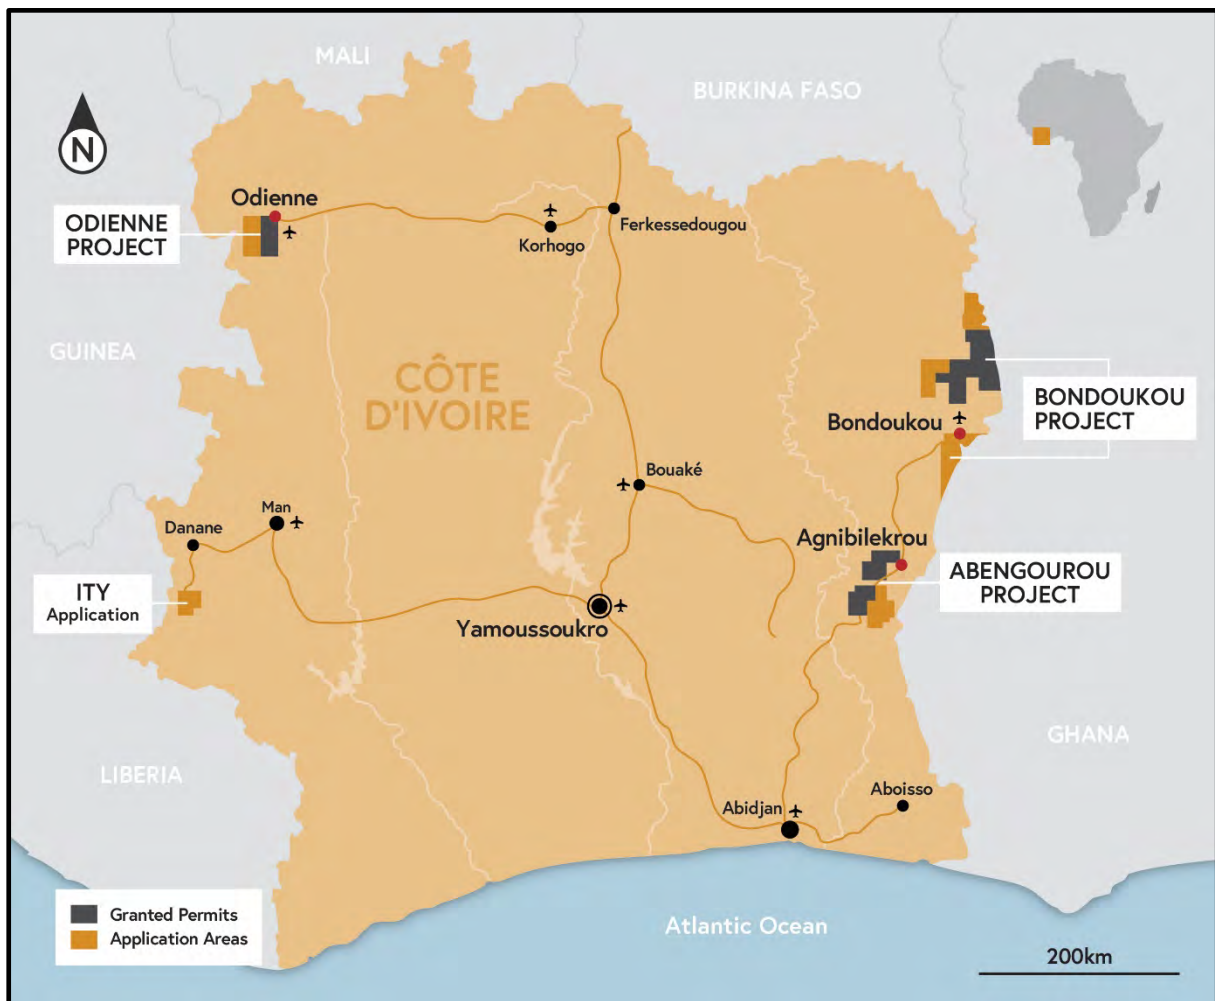 MALI
BURKINA FASO
N
Odienne
ODIENNE
PROJECT
Korhogo
Ferkessedougou
GUINEA
CÔTE
D'IVOIRE
BONDOUKOU
PROJECT
Bondoukou
Bouaké
Man
Danane
Agnibilekrou
ABENGOUROU
PROJECT
ITY
Application
Yamoussoukro
GHANA
LIBERIA
Aboisso
Abidjan
Granted Permits
Application Areas
Atlantic Ocean
200km